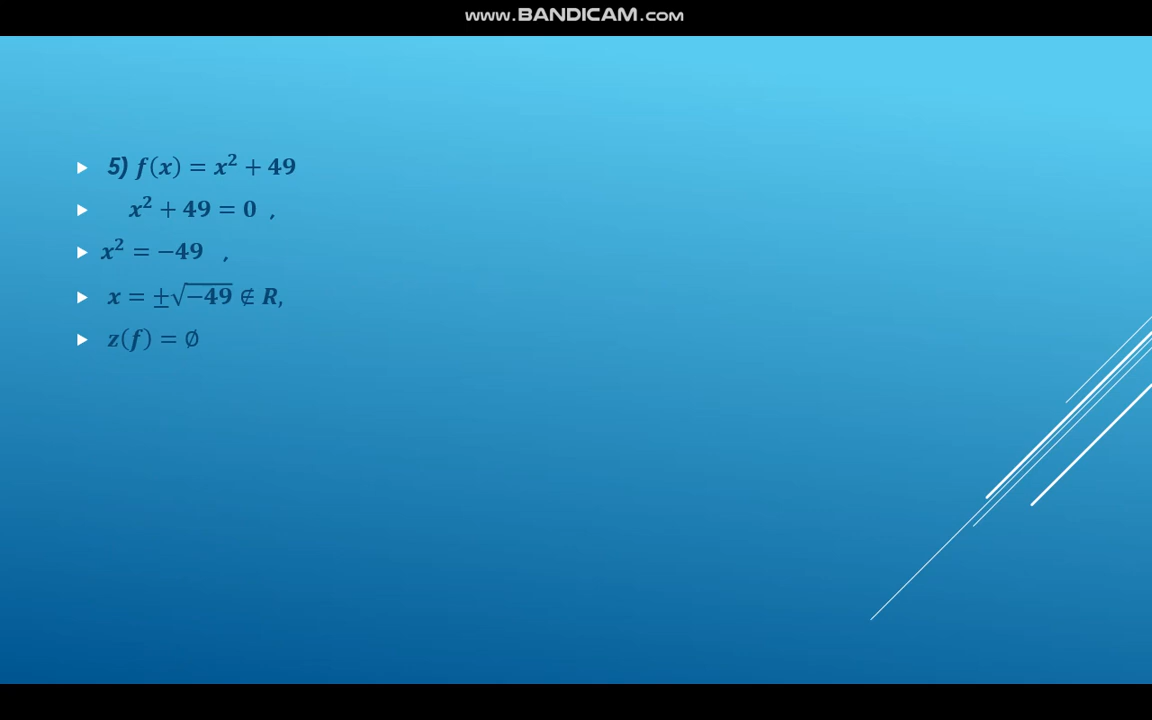 www.BANDICAM.com
5) f(x) = x² + 49
x² + 49 = 0 ,
x² = −49 ,
x = ±√−49 ∉ R,
z(f) = ∅